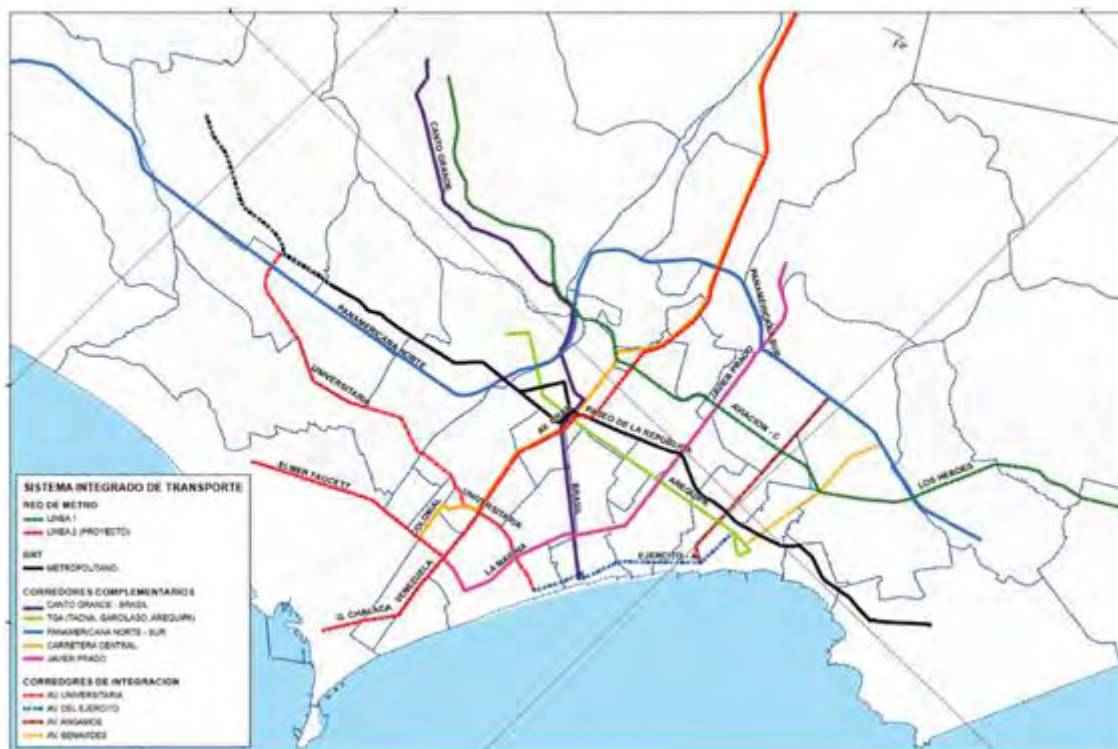 CANTO GRANDE
PANAMERICANA NORTE
PANAMERICANA SUR
JAVIER PRADO
UNIVERSITARIA
AVIACION - C
PASEO DE LA REPUBLICA
AREQUIPA
LOS HEROES
ELMER FAUCETT
COLONIAL
UNIVERSITARIA
BRASIL
LA MARINA
VENEZUELA
EJERCITO - A
G. CHALACA
SISTEMA INTEGRADO DE TRANSPORTE
RED DE METRO
LINEA 1
LINEA 2 (PROYECTO)
BRT
METROPOLITANO
CORREDORES COMPLEMENTARIOS
CANTO GRANDE - BRASIL
TGA (TACNA, GARCILASO, AREQUIPA)
PANAMERICANA NORTE - SUR
CARRETERA CENTRAL
JAVIER PRADO
CORREDORES DE INTEGRACION
AV. UNIVERSITARIA
AV. DEL EJERCITO
AV. ANGAMOS
AV. BENAVIDES